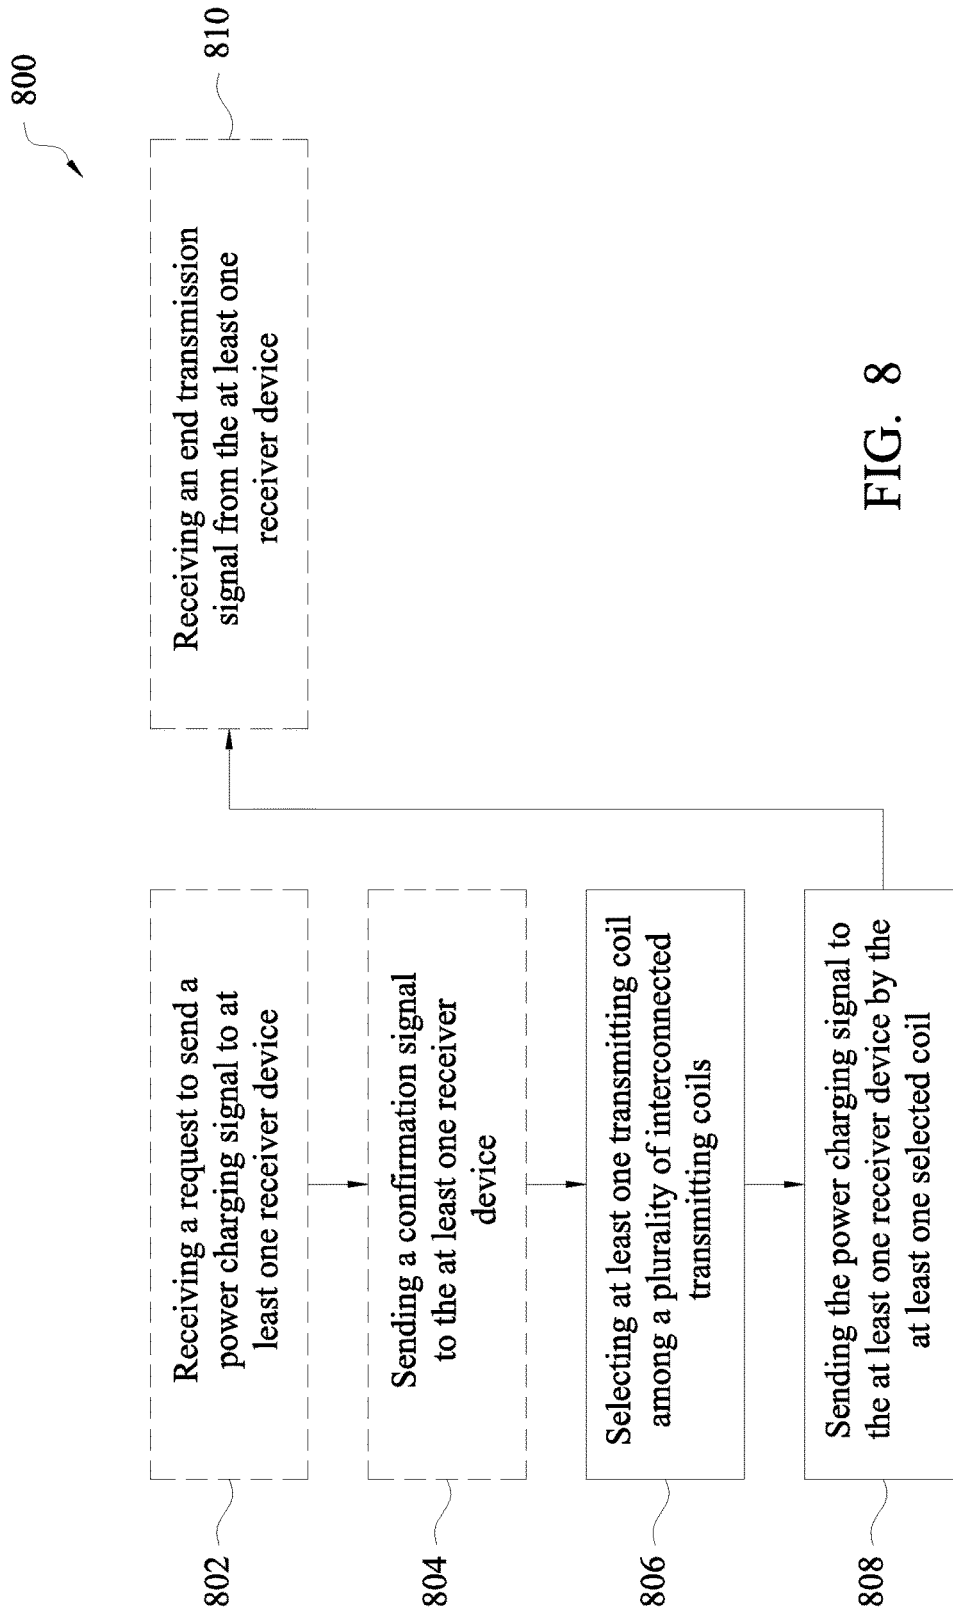 800
802
Receiving a request to send a
power charging signal to at
least one receiver device
804
Sending a confirmation signal
to the at least one receiver
device
806
Selecting at least one transmitting coil
among a plurality of interconnected
transmitting coils
808
Sending the power charging signal to
the at least one receiver device by the
at least one selected coil
810
Receiving an end transmission
signal from the at least one
receiver device
FIG. 8